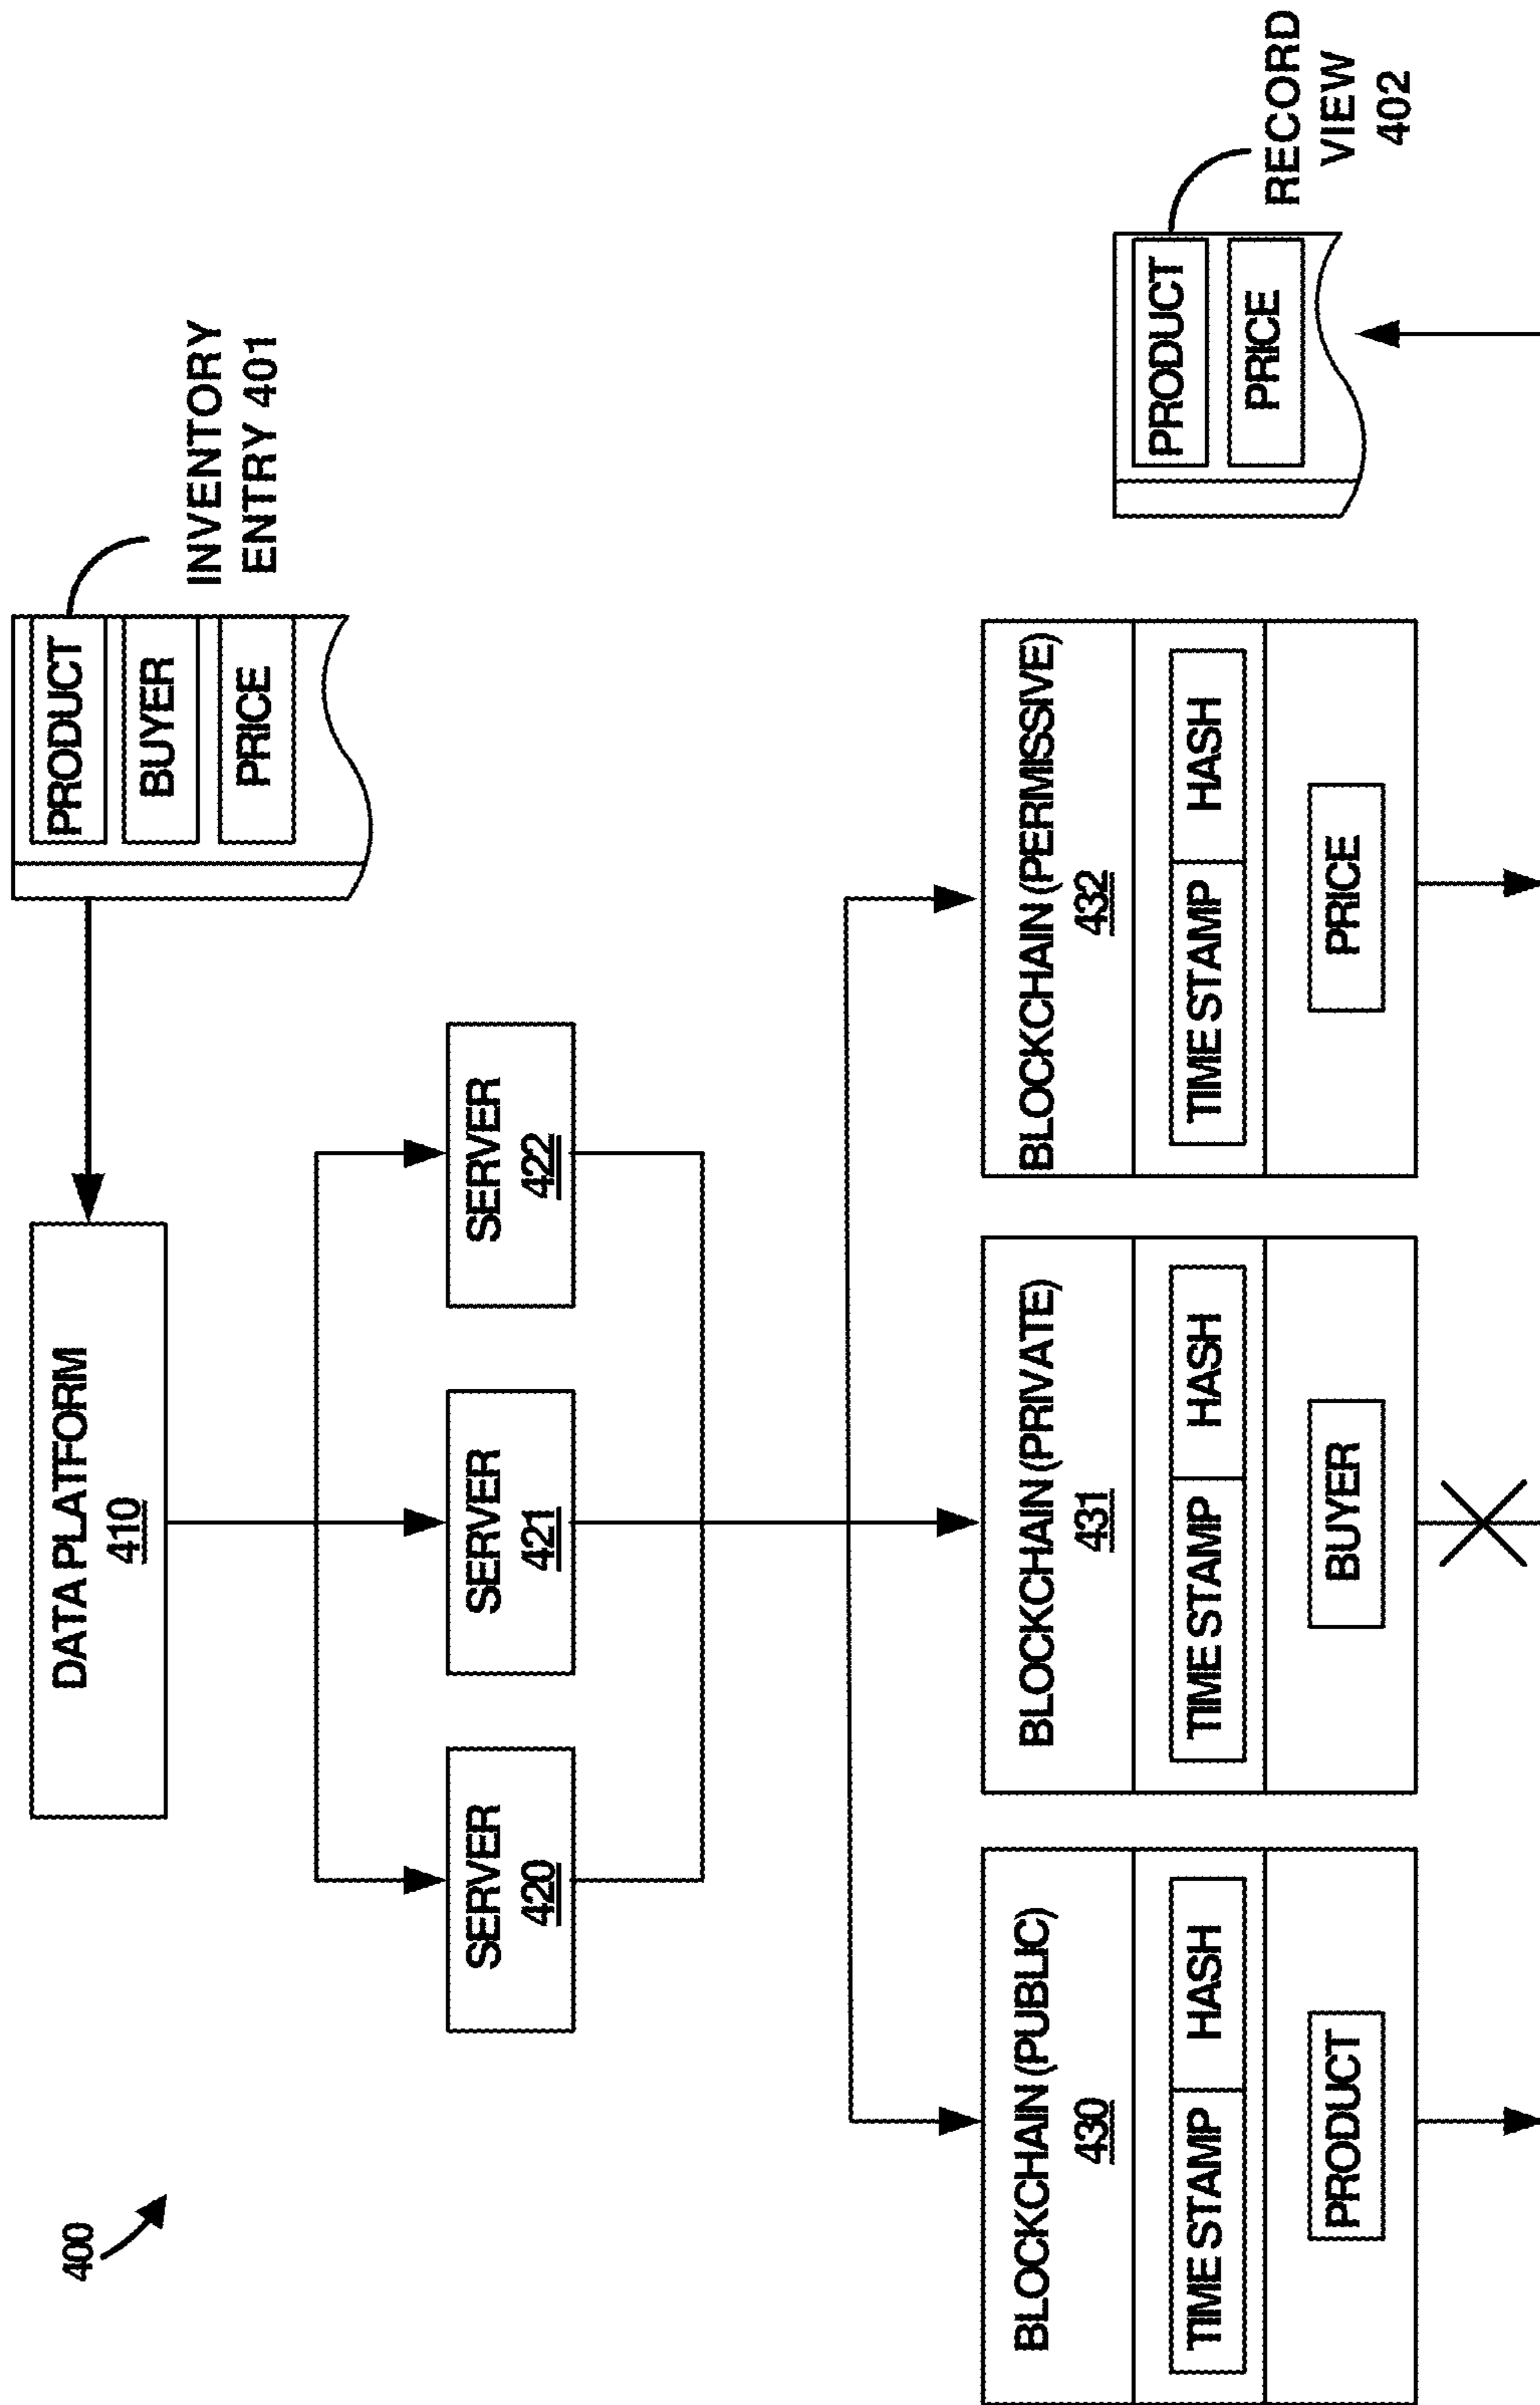 400
DATA PLATFORM
410
PRODUCT
BUYER
PRICE
INVENTORY
ENTRY 401
SERVER
420
SERVER
421
SERVER
422
BLOCKCHAIN (PUBLIC)
430
TIME STAMP HASH
PRODUCT
BLOCKCHAIN (PRIVATE)
431
TIME STAMP HASH
BUYER
BLOCKCHAIN (PERMISSIVE)
432
TIME STAMP HASH
PRICE
PRODUCT
PRICE
RECORD
VIEW
402